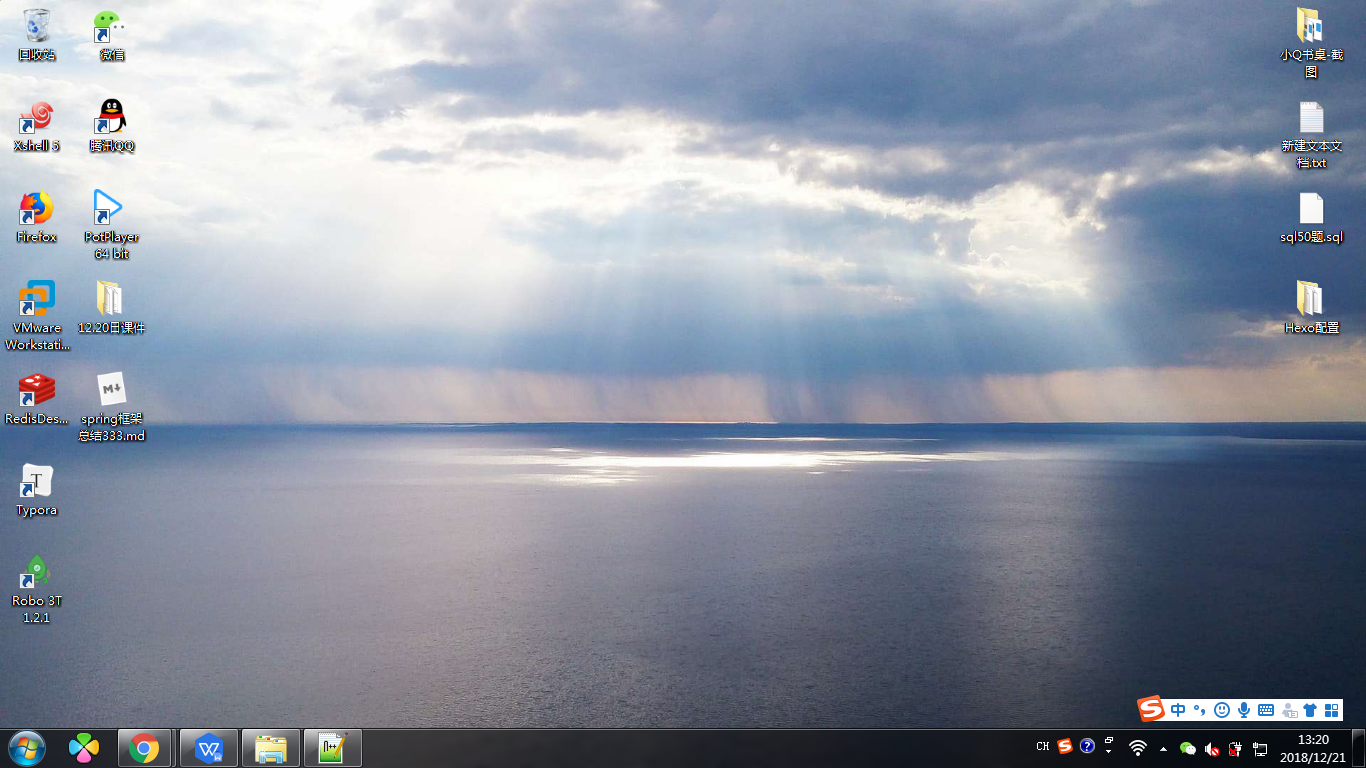 回收站
微信
Xshell 5
腾讯QQ
Firefox
PotPlayer
64 bit
VMware
Workstati...
12.20日课件
RedisDes...
spring框架
总结333.md
Typora
Robo 3T
1.2.1
小Q书桌-截
图
新建文本文
档.txt
sql50题.sql
Hexo配置
中
CH
13:20
2018/12/21